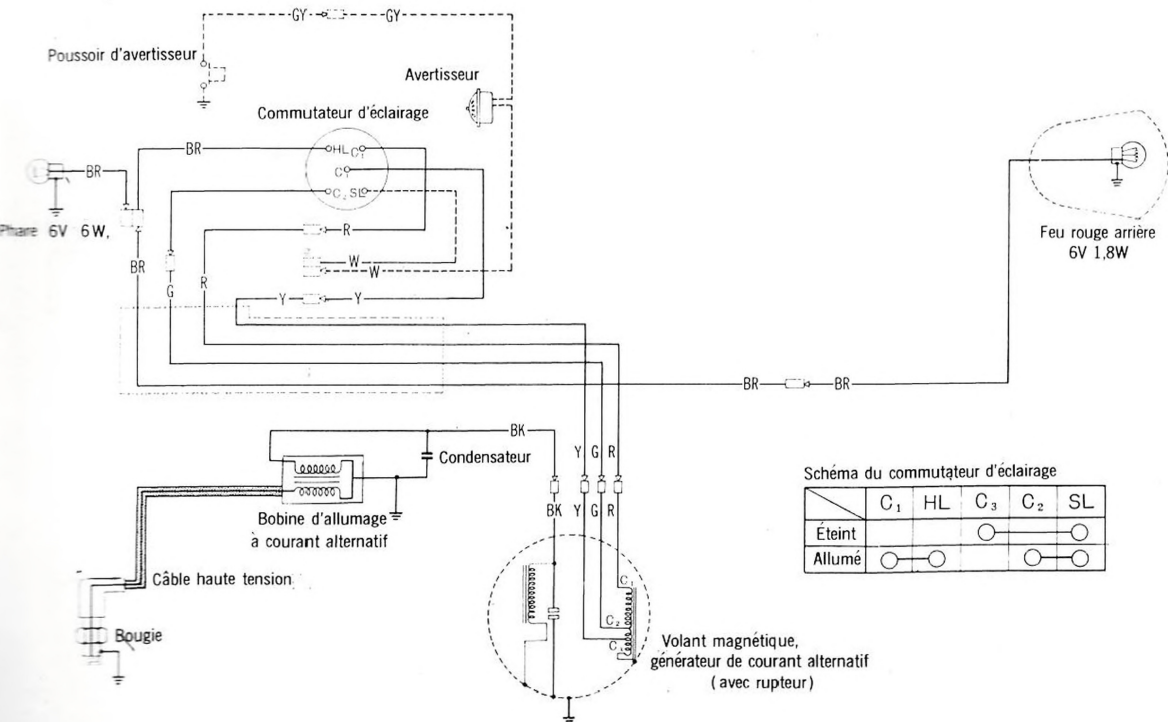 GY GY
Poussoir d'avertisseur
Avertisseur
Commutateur d'éclairage
BR
HL C₁
BR
C
C₂ SL
Phare 6V 6W,
R
BR
W
W
G
R
Y Y
Feu rouge arrière
6V 1,8W
BR BR
BK
Condensateur
Y G R
Bobine d'allumage
à courant alternatif
BK Y G R
Schéma du commutateur d'éclairage
C₁ HL C₃ C₂ SL
Éteint
Allumé
Câble haute tension
Bougie
C₁
C₂
C
Volant magnétique,
générateur de courant alternatif
(avec rupteur)